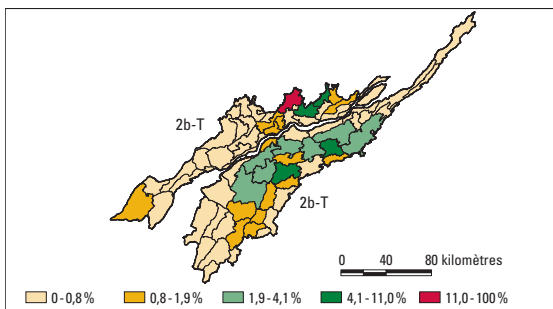 2b-T
2b-T
0 40 80 kilomètres
0 - 0,8 % 0,8 - 1,9 % 1,9 - 4,1 % 4,1 - 11,0 % 11,0 - 100 %